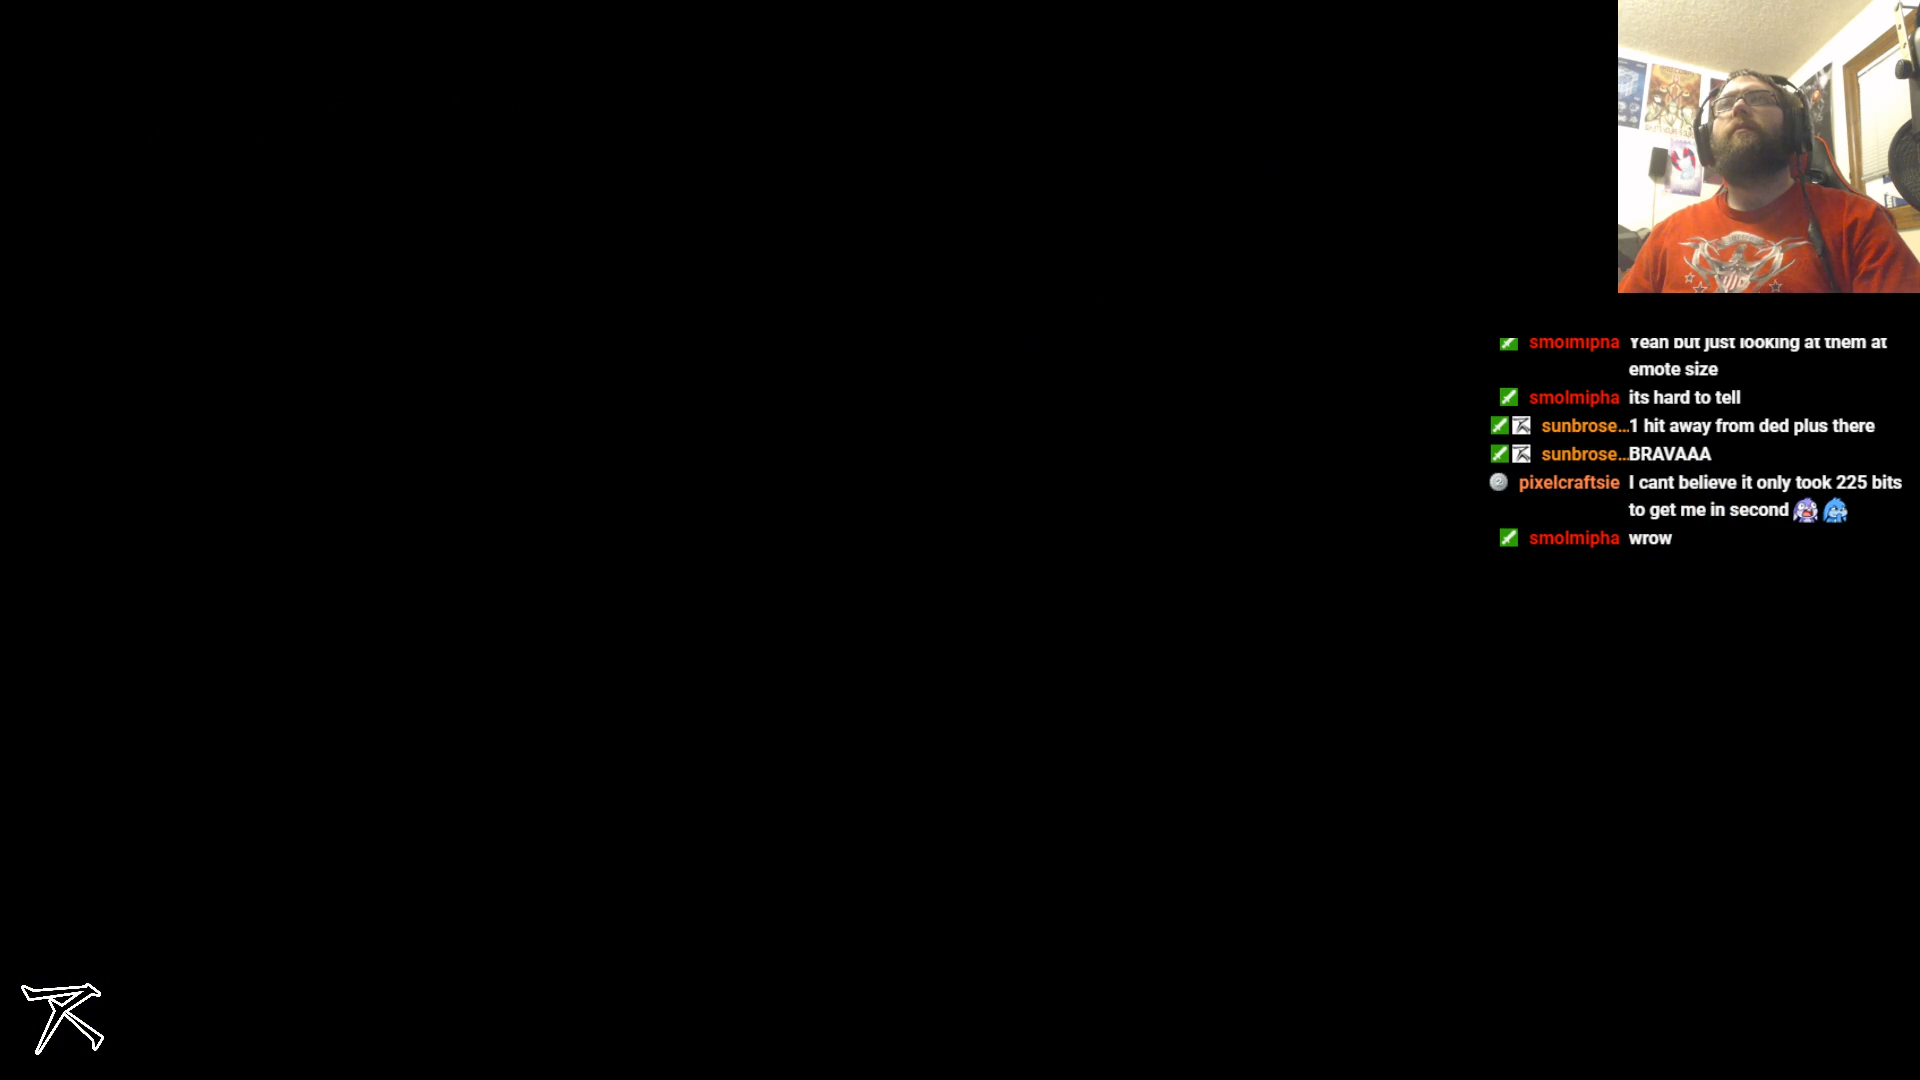 smolmipha Yeah but just looking at them at
emote size
smolmipha its hard to tell
sunbrose... 1 hit away from ded plus there
sunbrose... BRAVAAA
pixelcraftsie I cant believe it only took 225 bits
to get me in second
smolmipha wrow